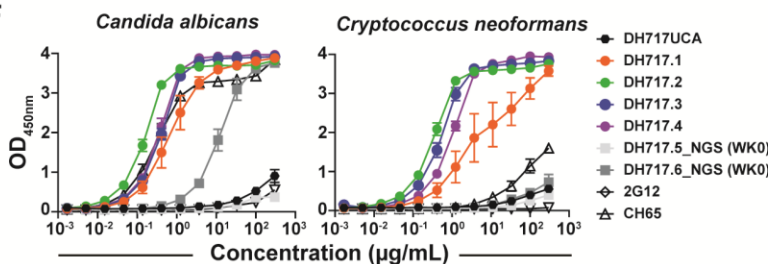 Candida albicans
Cryptococcus neoformans
OD450nm
4
3
2
1
0
10-3 10-2 10-1 100 101 102 103
4
3
2
1
0
10-3 10-2 10-1 100 101 102 103
Concentration (µg/mL)
DH717UCA
DH717.1
DH717.2
DH717.3
DH717.4
DH717.5_NGS (WK0)
DH717.6_NGS (WK0)
2G12
CH65